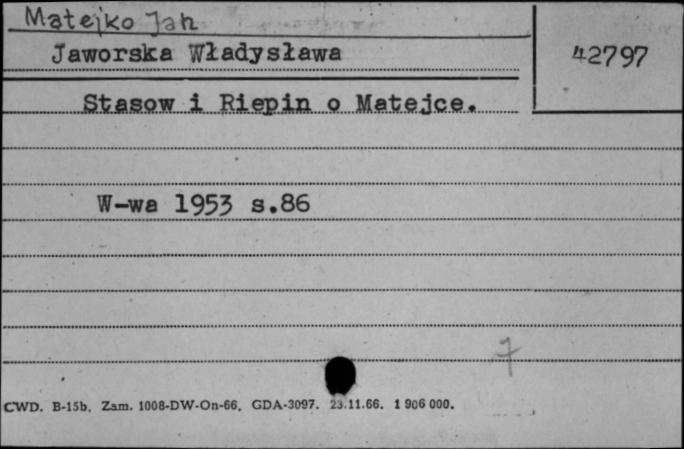 Matejko Jan
Jaworska Władysława
42797
Stasow i Riepin o Matejce.
W-wa 1953 s.86
7
CWD. B-15b. Zam. 1008-DW-On-66. GDA-3097. 23.11.66. 1 906 000.